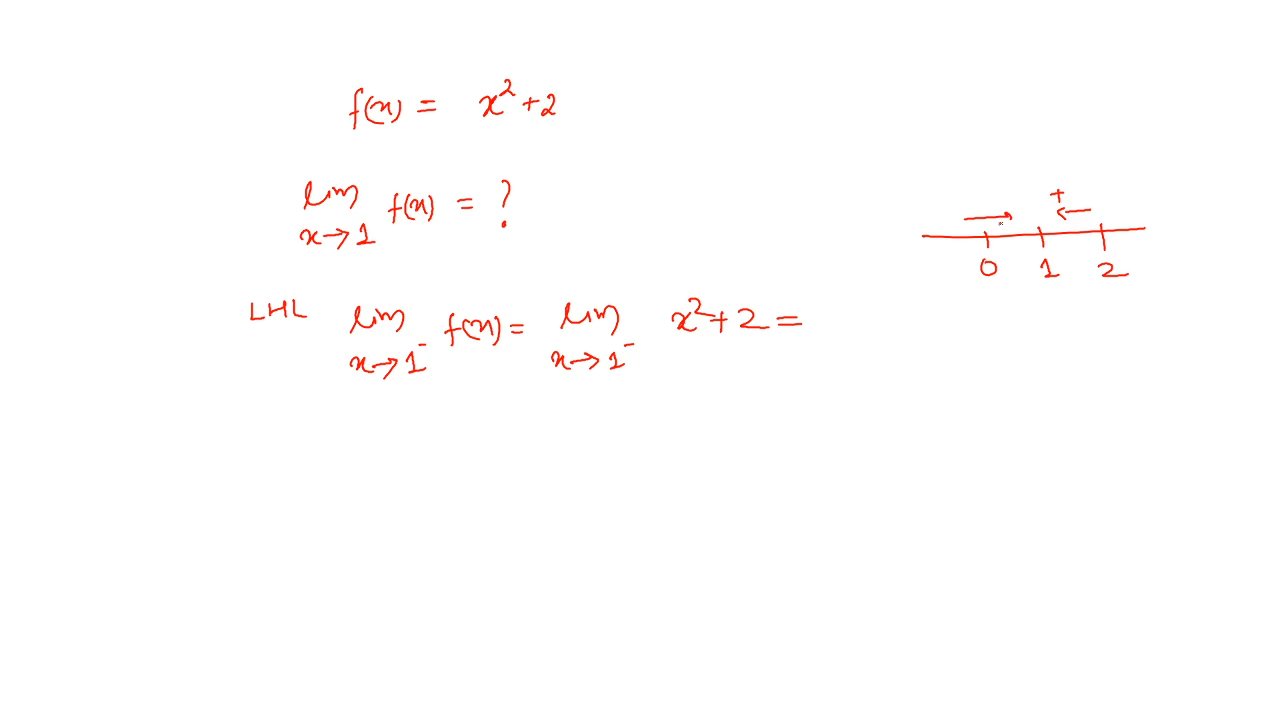 f(x) = x² + 2
lim x→1 f(x) = ?
LHL lim x→1⁻ f(x) = lim x→1⁻ x² + 2 =
+
0 1 2